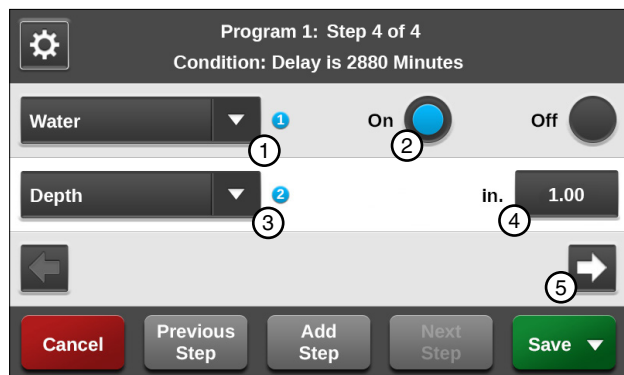 Program 1: Step 4 of 4
Condition: Delay is 2880 Minutes
Water 1 On Off
1 2
Depth 2 in. 1.00
3 4
5
Cancel Previous Step Add Step Next Step Save